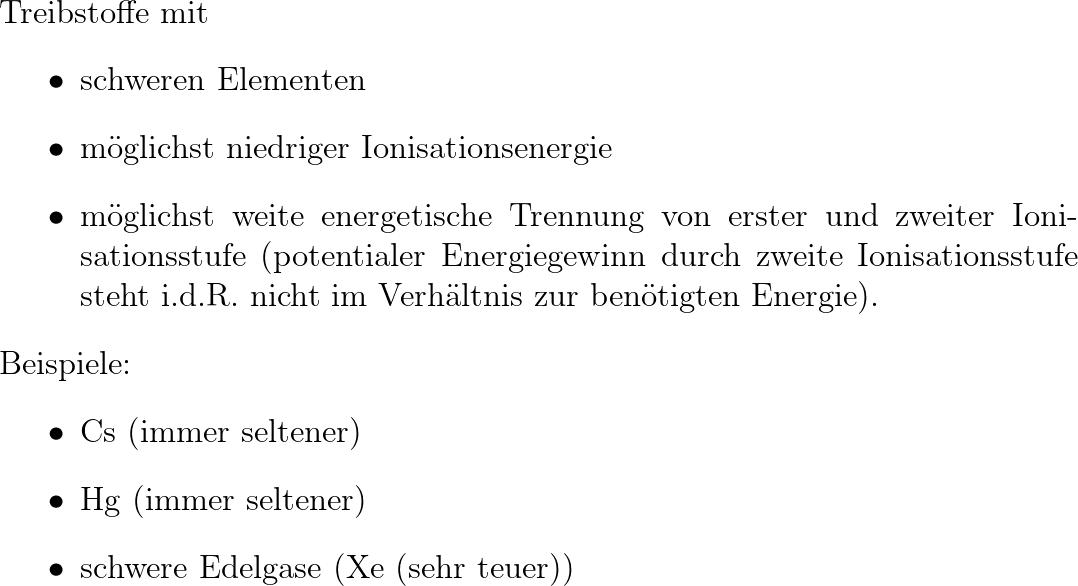 Treibstoffe mit
• schweren Elementen
• möglichst niedriger Ionisationsenergie
• möglichst weite energetische Trennung von erster und zweiter Ioni-
sationsstufe (potentialer Energiegewinn durch zweite Ionisationsstufe
steht i.d.R. nicht im Verhältnis zur benötigten Energie).
Beispiele:
• Cs (immer seltener)
• Hg (immer seltener)
• schwere Edelgase (Xe (sehr teuer))